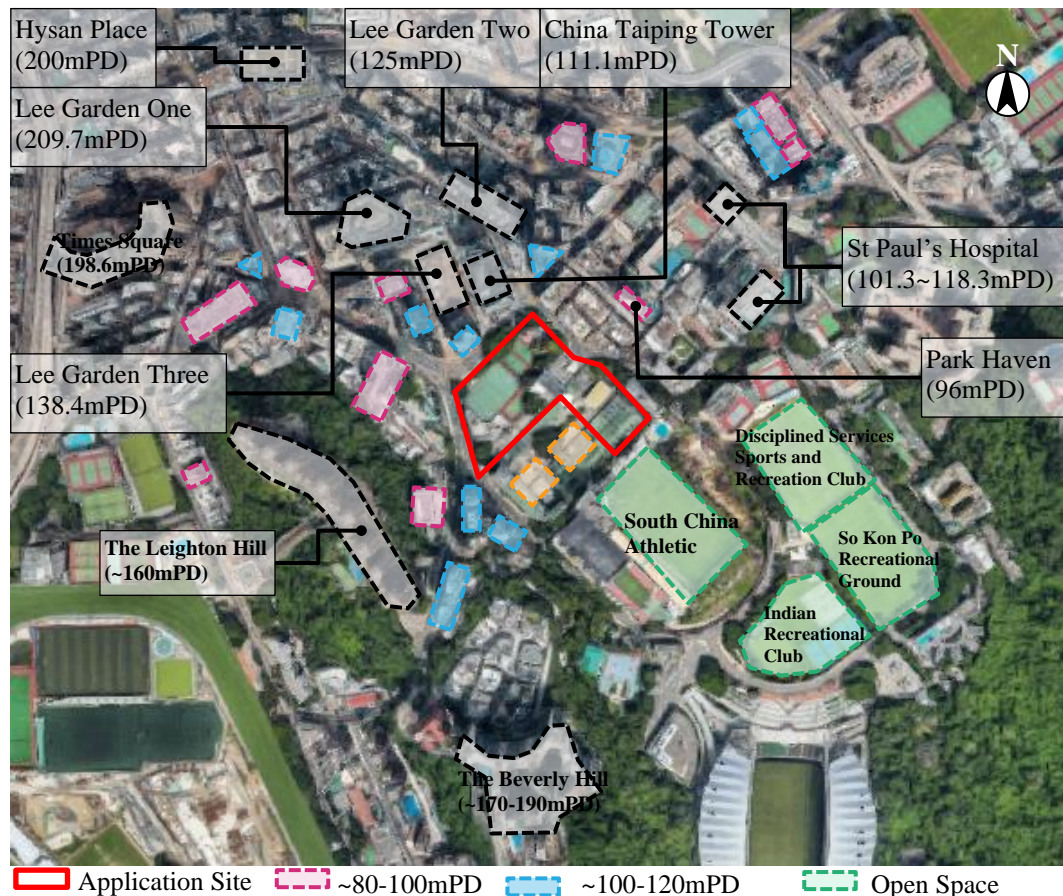 Hysan Place
(200mPD)
Lee Garden Two
(125mPD)
China Taiping Tower
(111.1mPD)
N
Lee Garden One
(209.7mPD)
Times Square
(198.6mPD)
St Paul's Hospital
(101.3~118.3mPD)
Lee Garden Three
(138.4mPD)
Park Haven
(96mPD)
Disciplined Services
Sports and
Recreation Club
South China
Athletic
So Kon Po
Recreational
Ground
The Leighton Hill
(~160mPD)
Indian
Recreational
Club
The Beverly Hill
(~170-190mPD)
Application Site
~80-100mPD
~100-120mPD
Open Space